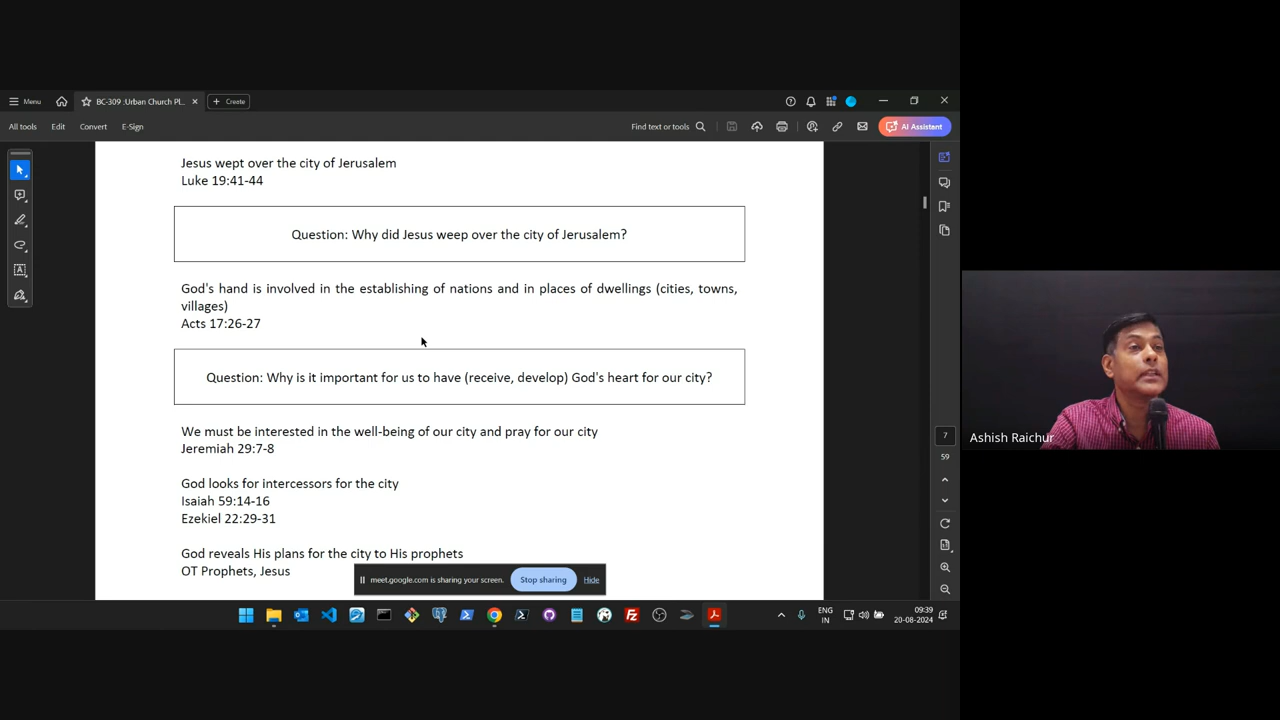 Menu
BC-309 :Urban Church Pl...
Create
All tools
Edit
Convert
E-Sign
Find text or tools
AI Assistant
Jesus wept over the city of Jerusalem
Luke 19:41-44
Question: Why did Jesus weep over the city of Jerusalem?
God's hand is involved in the establishing of nations and in places of dwellings (cities, towns,
villages)
Acts 17:26-27
Question: Why is it important for us to have (receive, develop) God's heart for our city?
We must be interested in the well-being of our city and pray for our city
Jeremiah 29:7-8
God looks for intercessors for the city
Isaiah 59:14-16
Ezekiel 22:29-31
God reveals His plans for the city to His prophets
OT Prophets, Jesus
7
59
meet.google.com is sharing your screen.
Stop sharing
Hide
ENG
IN
09:39
20-08-2024
Ashish Raichur